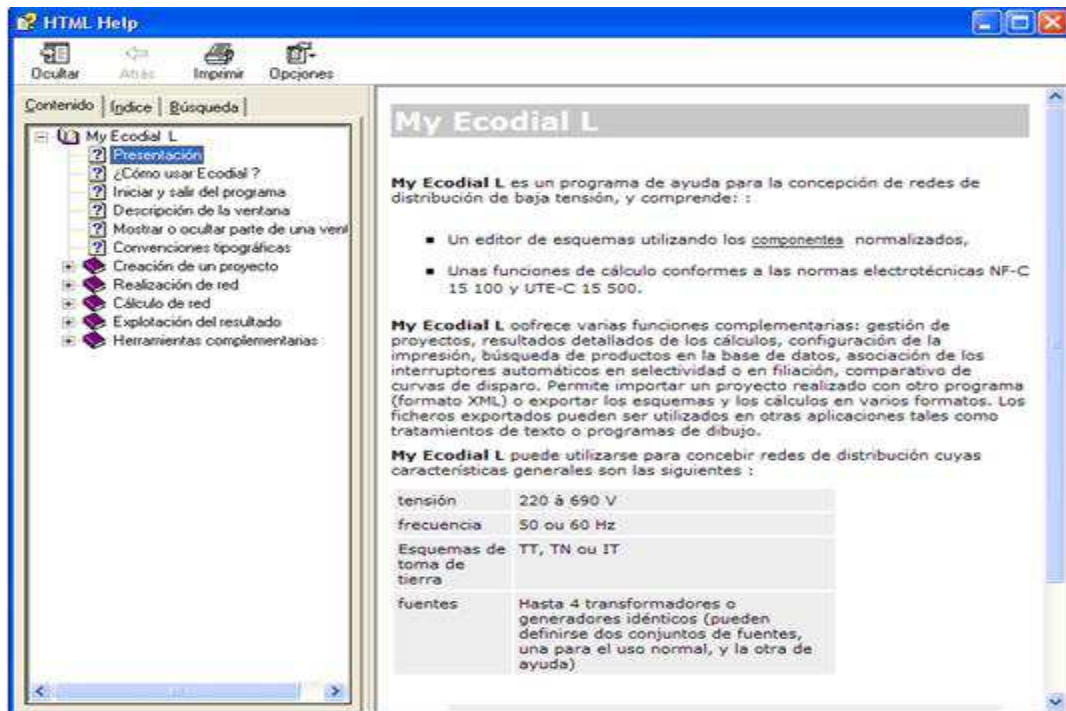 HTML Help
Ocultar Atrás Imprimir Opciones
Contenido Índice Búsqueda
My Ecodial L
Presentación
¿Cómo usar Ecodial ?
Iniciar y salir del programa
Descripción de la ventana
Mostrar o ocultar parte de una vent
Convenciones tipográficas
Creación de un proyecto
Realización de red
Cálculo de red
Explotación del resultado
Herramientas complementarias
My Ecodial L
My Ecodial L es un programa de ayuda para la concepción de redes de
distribución de baja tensión, y comprende: :
Un editor de esquemas utilizando los componentes normalizados,
Unas funciones de cálculo conformes a las normas electrotécnicas NF-C
15 100 y UTE-C 15 500.
My Ecodial L oofrece varias funciones complementarias: gestión de
proyectos, resultados detallados de los cálculos, configuración de la
impresión, búsqueda de productos en la base de datos, asociación de los
interruptores automáticos en selectividad o en filiación, comparativo de
curvas de disparo. Permite importar un proyecto realizado con otro programa
(formato XML) o exportar los esquemas y los cálculos en varios formatos. Los
ficheros exportados pueden ser utilizados en otras aplicaciones tales como
tratamientos de texto o programas de dibujo.
My Ecodial L puede utilizarse para concebir redes de distribución cuyas
características generales son las siguientes :
tensión 220 à 690 V
frecuencia 50 ou 60 Hz
Esquemas de TT, TN ou IT
toma de
tierra
fuentes Hasta 4 transformadores o
generadores idénticos (pueden
definirse dos conjuntos de fuentes,
una para el uso normal, y la otra de
ayuda)